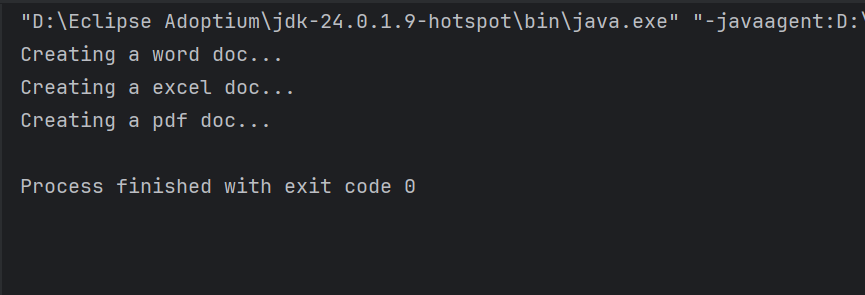 "D:\Eclipse Adoptium\jdk-24.0.1.9-hotspot\bin\java.exe" "-javaagent:D:\
Creating a word doc...
Creating a excel doc...
Creating a pdf doc...
Process finished with exit code 0